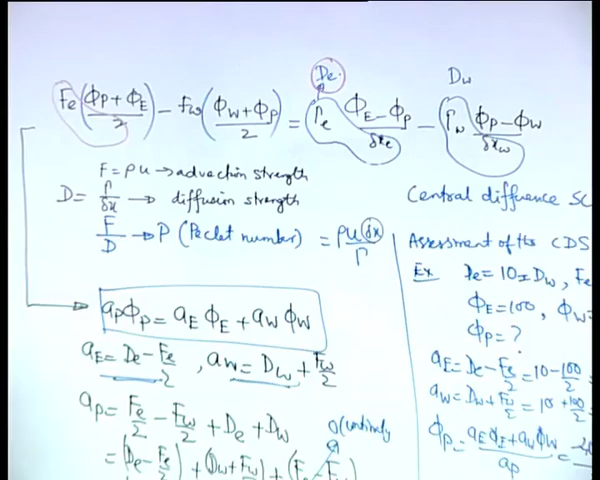 Fe(ϕP+ϕE)/2 − Fw(ϕW+ϕP)/2 = Γe (ϕE−ϕP)/δxe − Γw (ϕP−ϕW)/δxw
De
Dw
F=ρu → advection strength
D= Γ/δx → diffusion strength
F/D → P (Peclet number) = ρuδx/Γ
aPϕP = aEϕE + aWϕW
aE = De − Fe/2 , aW = Dw + Fw/2
aP = Fe/2 − Fw/2 + De + Dw
0 (continuity
= (De − Fe/2) + (Dw + Fw/2) + (Fe − Fw)
Central difference SC
Assessment of the CDS
Ex De=10=Dw, Fe
ϕE=100, ϕW=
ϕP=?
aE = De − Fe/2 = 10 − 100/2 =
aW = Dw + Fw/2 = 10 + 100/2 =
ϕP = (aEϕE + aWϕW)/aP =